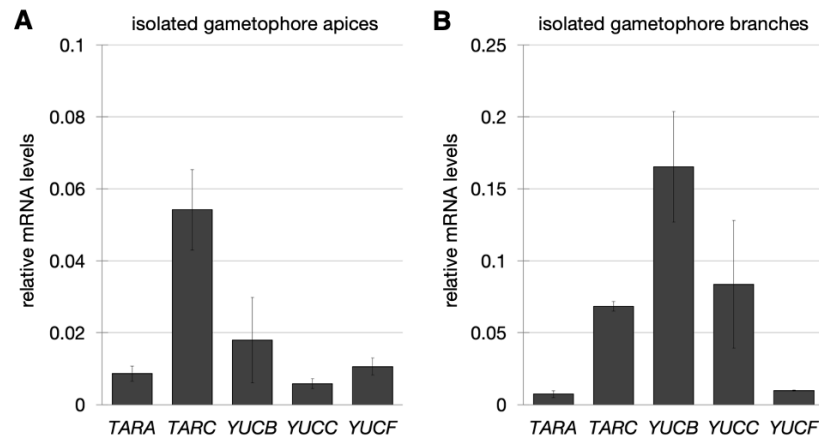 A
isolated gametophore apices
0.1
0.08
0.06
0.04
0.02
0
relative mRNA levels
TARA TARC YUCB YUCC YUCF
B
isolated gametophore branches
0.25
0.2
0.15
0.1
0.05
0
relative mRNA levels
TARA TARC YUCB YUCC YUCF